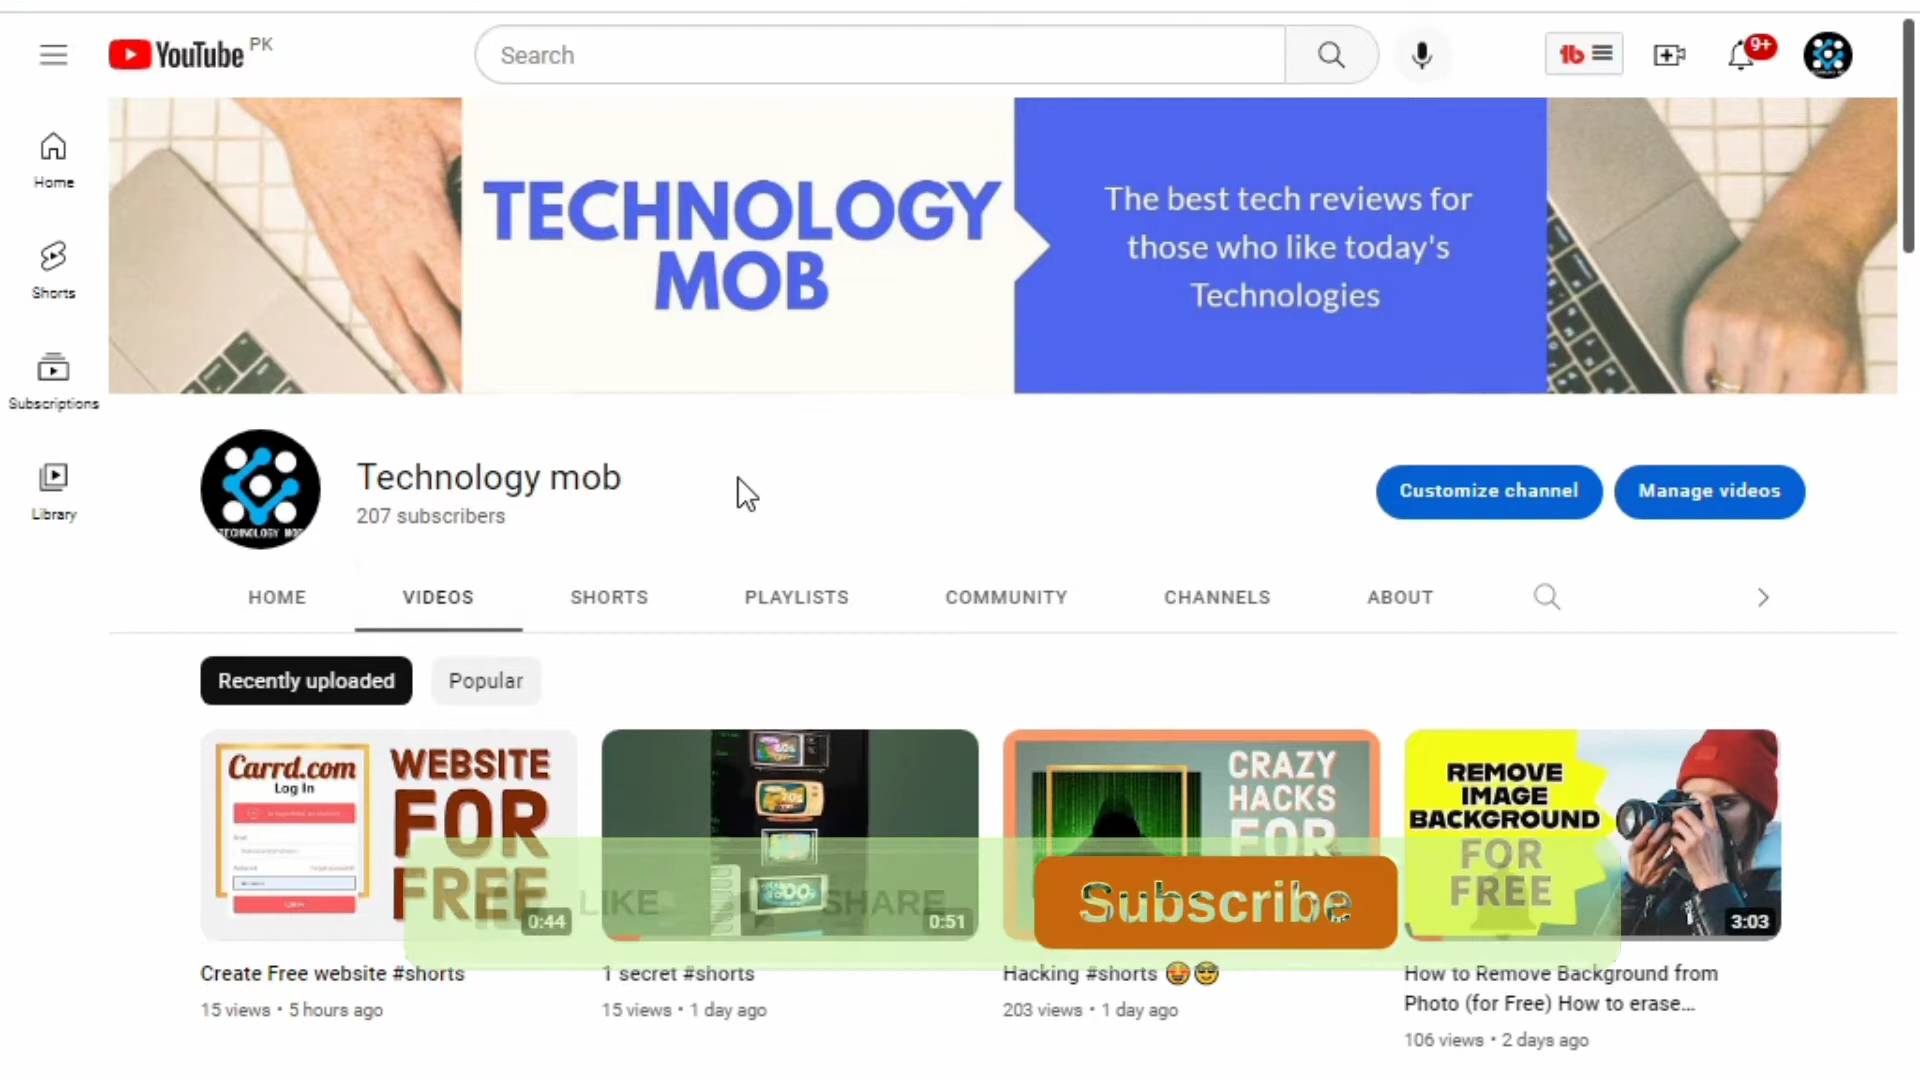 YouTube PK
Search
9+
Home
Shorts
Subscriptions
Library
TECHNOLOGY
MOB
The best tech reviews for
those who like today's
Technologies
TECHNOLOGY MOB
Technology mob
207 subscribers
Customize channel
Manage videos
HOME
VIDEOS
SHORTS
PLAYLISTS
COMMUNITY
CHANNELS
ABOUT
Recently uploaded
Popular
Carrd.com
Log In
WEBSITE
FOR
FREE
0:44
Create Free website #shorts
15 views • 5 hours ago
0:51
1 secret #shorts
15 views • 1 day ago
CRAZY
HACKS
FOR
Hacking #shorts 🤩😎
203 views • 1 day ago
REMOVE
IMAGE
BACKGROUND
FOR
FREE
3:03
How to Remove Background from
Photo (for Free) How to erase...
106 views • 2 days ago
LIKE
SHARE
Subscribe